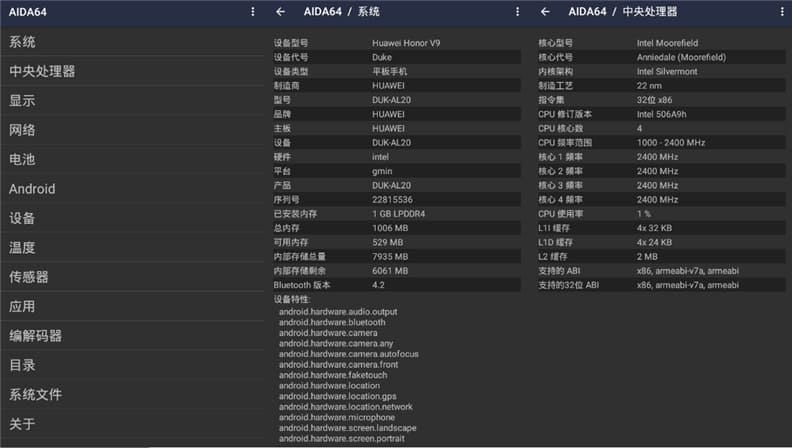 AIDA64
系统
中央处理器
显示
网络
电池
Android
设备
温度
传感器
应用
编解码器
目录
系统文件
关于
AIDA64 / 系统
设备型号 Huawei Honor V9
设备代号 Duke
设备类型 平板手机
制造商 HUAWEI
型号 DUK-AL20
品牌 HUAWEI
主板 HUAWEI
设备 DUK-AL20
硬件 intel
平台 gmin
产品 DUK-AL20
序列号 22815536
已安装内存 1 GB LPDDR4
总内存 1006 MB
可用内存 529 MB
内部存储总量 7935 MB
内部存储剩余 6061 MB
Bluetooth 版本 4.2
设备特性:
android.hardware.audio.output
android.hardware.bluetooth
android.hardware.camera
android.hardware.camera.any
android.hardware.camera.autofocus
android.hardware.camera.front
android.hardware.faketouch
android.hardware.location
android.hardware.location.gps
android.hardware.location.network
android.hardware.microphone
android.hardware.screen.landscape
android.hardware.screen.portrait
AIDA64 / 中央处理器
核心型号 Intel Moorefield
核心代号 Anniedale (Moorefield)
内核架构 Intel Silvermont
制造工艺 22 nm
指令集 32位 x86
CPU 修订版本 Intel 506A9h
CPU 核心数 4
CPU 频率范围 1000 - 2400 MHz
核心 1 频率 2400 MHz
核心 2 频率 2400 MHz
核心 3 频率 2400 MHz
核心 4 频率 2400 MHz
CPU 使用率 1 %
L1I 缓存 4x 32 KB
L1D 缓存 4x 24 KB
L2 缓存 2 MB
支持的 ABI x86, armeabi-v7a, armeabi
支持的32位 ABI x86, armeabi-v7a, armeabi